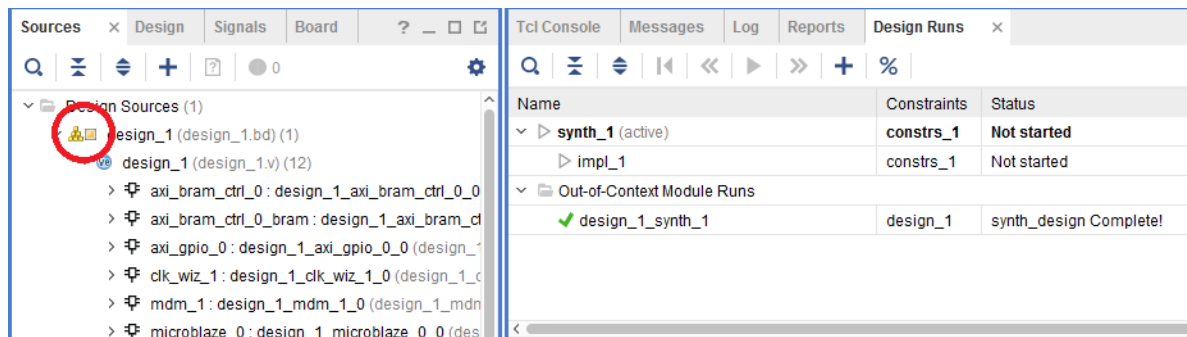 Sources × Design Signals Board ? _
0
Design Sources (1)
design_1 (design_1.bd) (1)
design_1 (design_1.v) (12)
axi_bram_ctrl_0 : design_1_axi_bram_ctrl_0_0
axi_bram_ctrl_0_bram : design_1_axi_bram_ct
axi_gpio_0 : design_1_axi_gpio_0_0 (design_1
clk_wiz_1 : design_1_clk_wiz_1_0 (design_1_c
mdm_1 : design_1_mdm_1_0 (design_1_mdm
microblaze_0 : design_1_microblaze_0_0 (des
Tcl Console Messages Log Reports Design Runs ×
%
Name Constraints Status
synth_1 (active) constrs_1 Not started
impl_1 constrs_1 Not started
Out-of-Context Module Runs
design_1_synth_1 design_1 synth_design Complete!